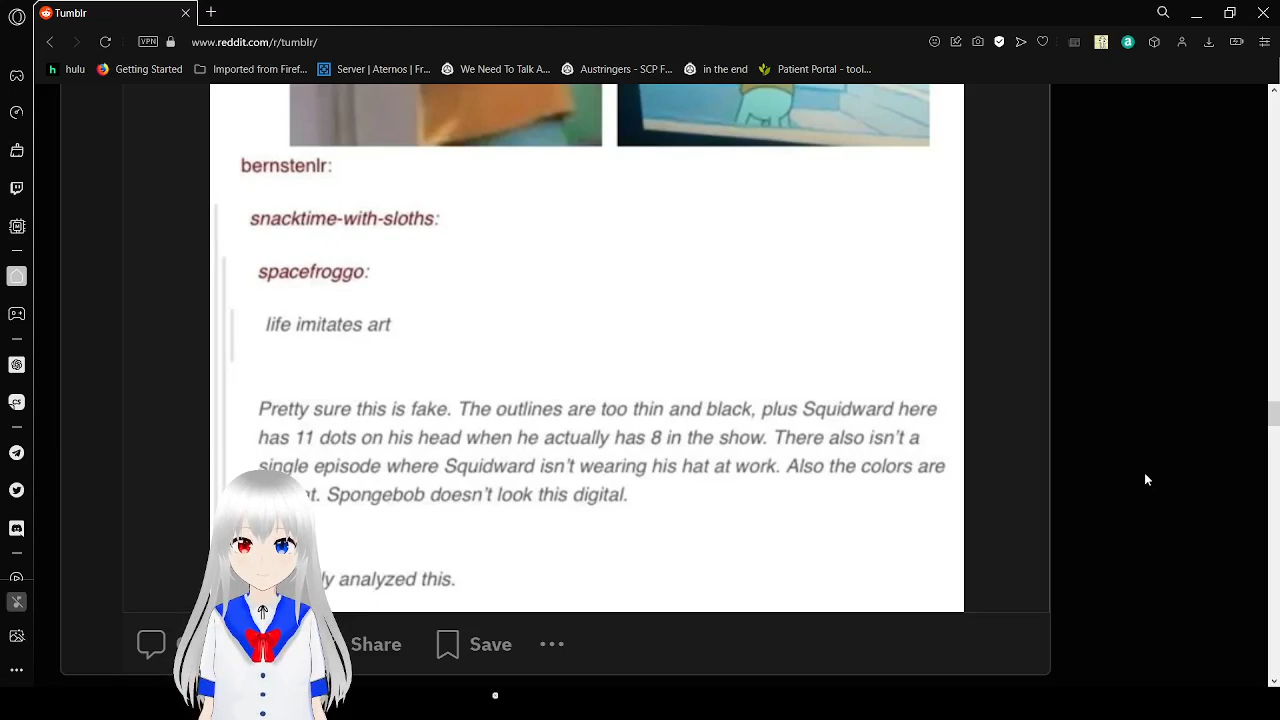 Tumblr
www.reddit.com/r/tumblr/
VPN
hulu
Getting Started
Imported from Firef...
Server | Aternos | Fr...
We Need To Talk A...
Austringers - SCP F...
in the end
Patient Portal - tool...
bernstenlr:
snacktime-with-sloths:
spacefroggo:
life imitates art
Pretty sure this is fake. The outlines are too thin and black, plus Squidward here
has 11 dots on his head when he actually has 8 in the show. There also isn't a
single episode where Squidward isn't wearing his hat at work. Also the colors are
Spongebob doesn't look this digital.
analyzed this.
Share
Save